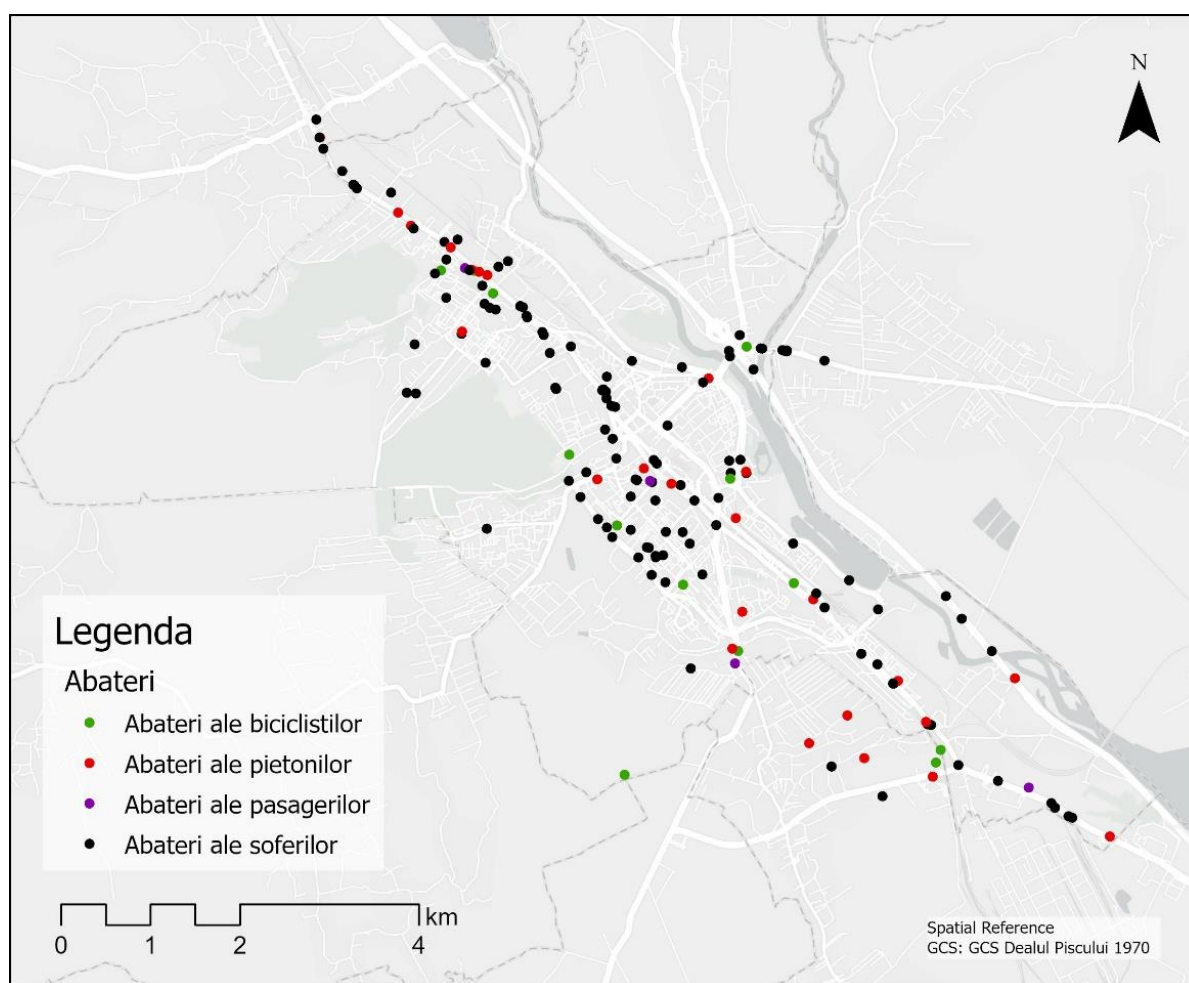 N
Legenda
Abateri
Abateri ale biciclistilor
Abateri ale pietonilor
Abateri ale pasagerilor
Abateri ale soferilor
km
0 1 2 4
Spatial Reference
GCS: GCS Dealul Piscului 1970